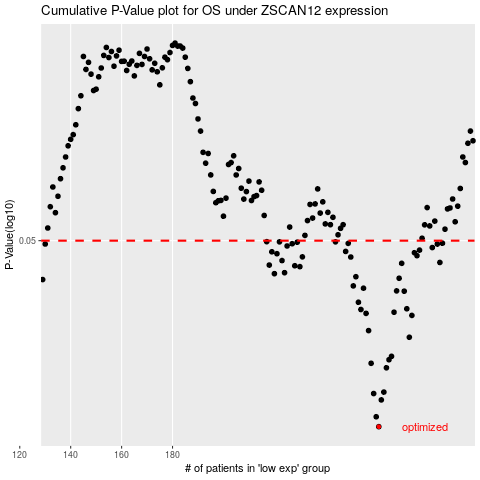 Cumulative P-Value plot for OS under ZSCAN12 expression
P-Value(log10)
0.05
optimized
120 140 160 180
# of patients in 'low exp' group